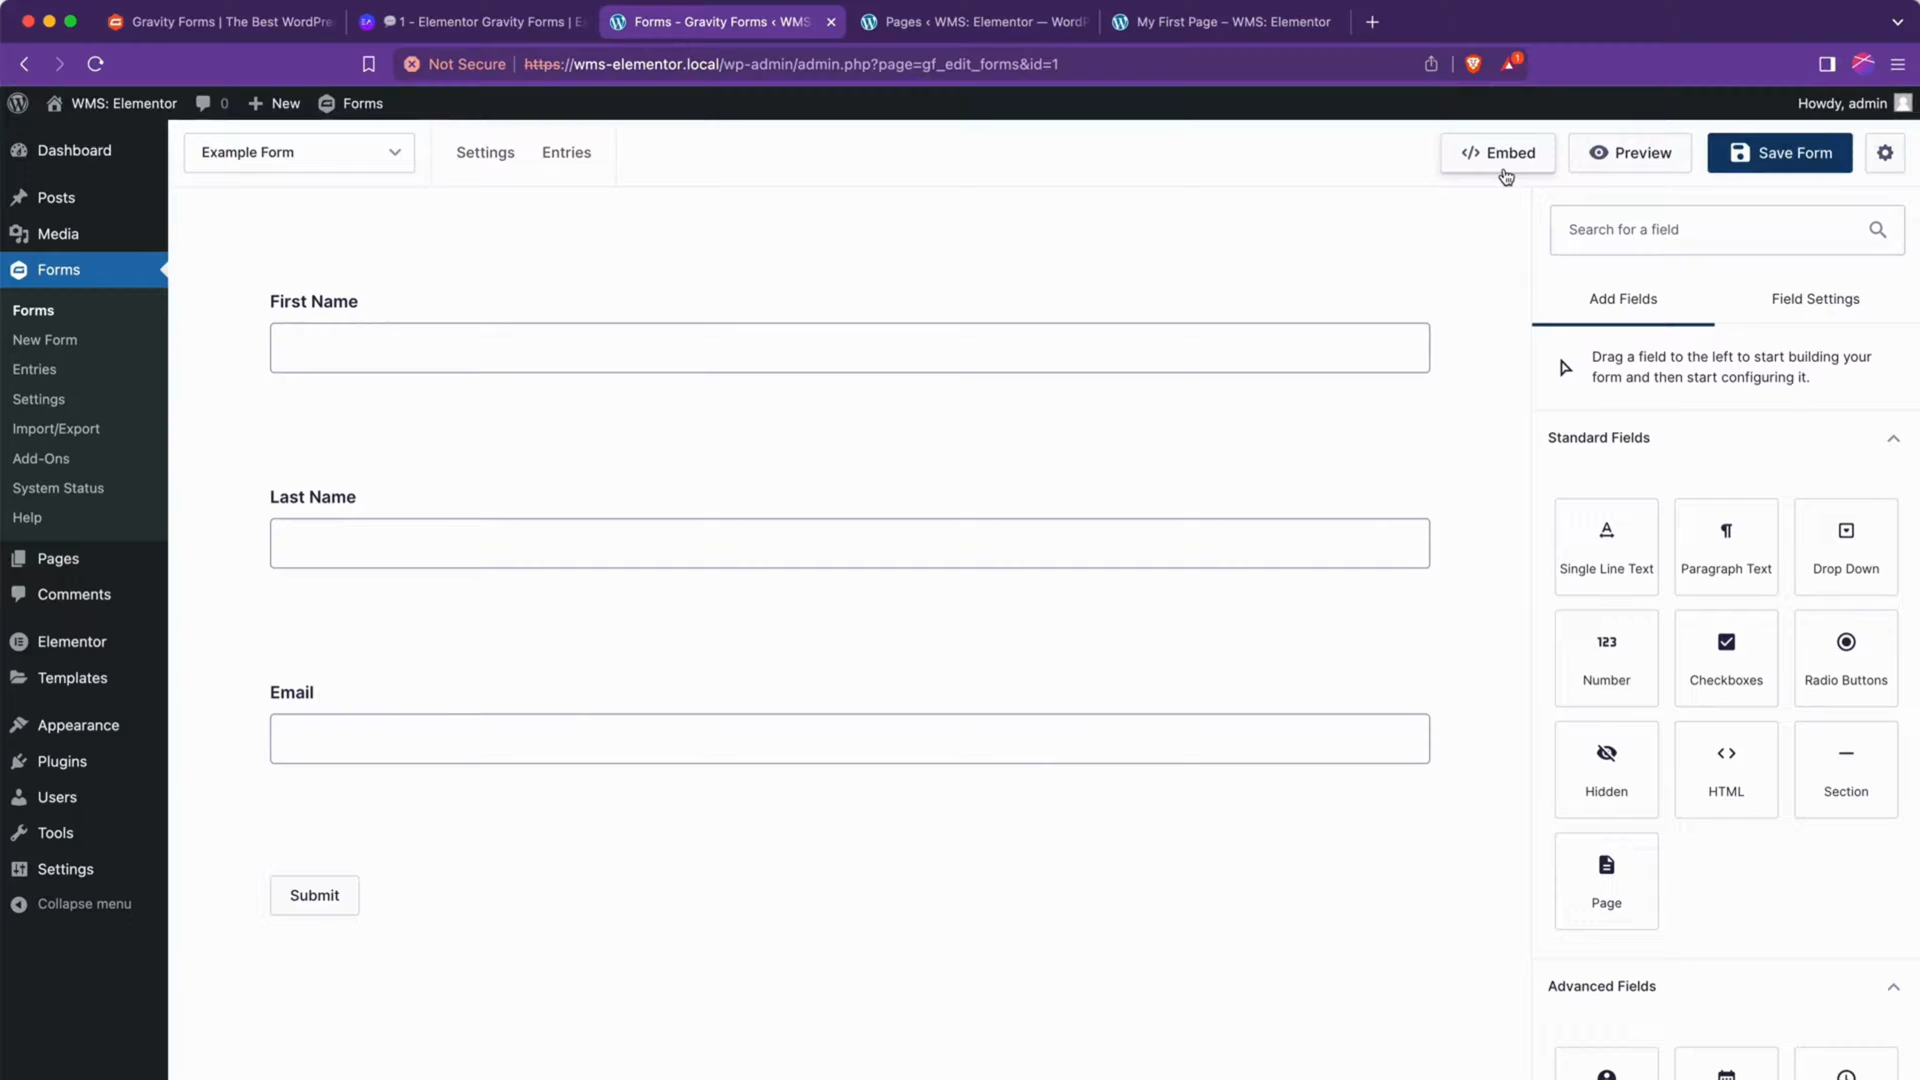 Gravity Forms | The Best WordPre
1 - Elementor Gravity Forms | E
Forms - Gravity Forms ‹ WMS
Pages ‹ WMS: Elementor — WordP
My First Page – WMS: Elementor
Not Secure
https://wms-elementor.local/wp-admin/admin.php?page=gf_edit_forms&id=1
1
WMS: Elementor
0
New
Forms
Howdy, admin
Dashboard
Posts
Media
Forms
Forms
New Form
Entries
Settings
Import/Export
Add-Ons
System Status
Help
Pages
Comments
Elementor
Templates
Appearance
Plugins
Users
Tools
Settings
Collapse menu
Example Form
Settings
Entries
Embed
Preview
Save Form
First Name
Last Name
Email
Submit
Search for a field
Add Fields
Field Settings
Drag a field to the left to start building your
form and then start configuring it.
Standard Fields
Single Line Text
Paragraph Text
Drop Down
123
Number
Checkboxes
Radio Buttons
Hidden
HTML
Section
Page
Advanced Fields